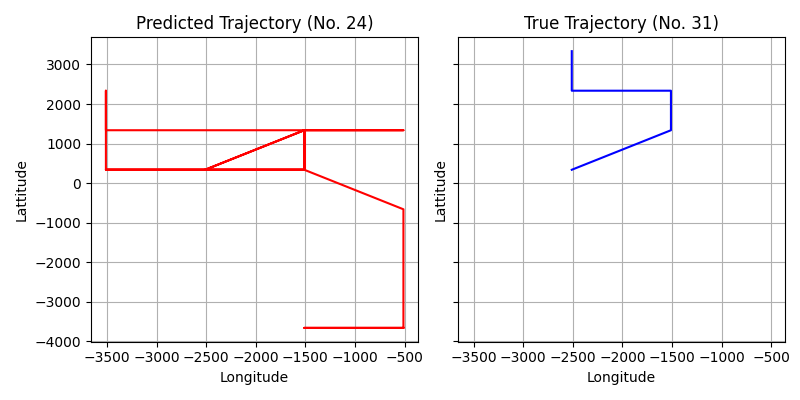 Predicted Trajectory (No. 24)
True Trajectory (No. 31)
Lattitude
3000
2000
1000
0
−1000
−2000
−3000
−4000
−3500 −3000 −2500 −2000 −1500 −1000 −500
Longitude
Lattitude
−3500 −3000 −2500 −2000 −1500 −1000 −500
Longitude